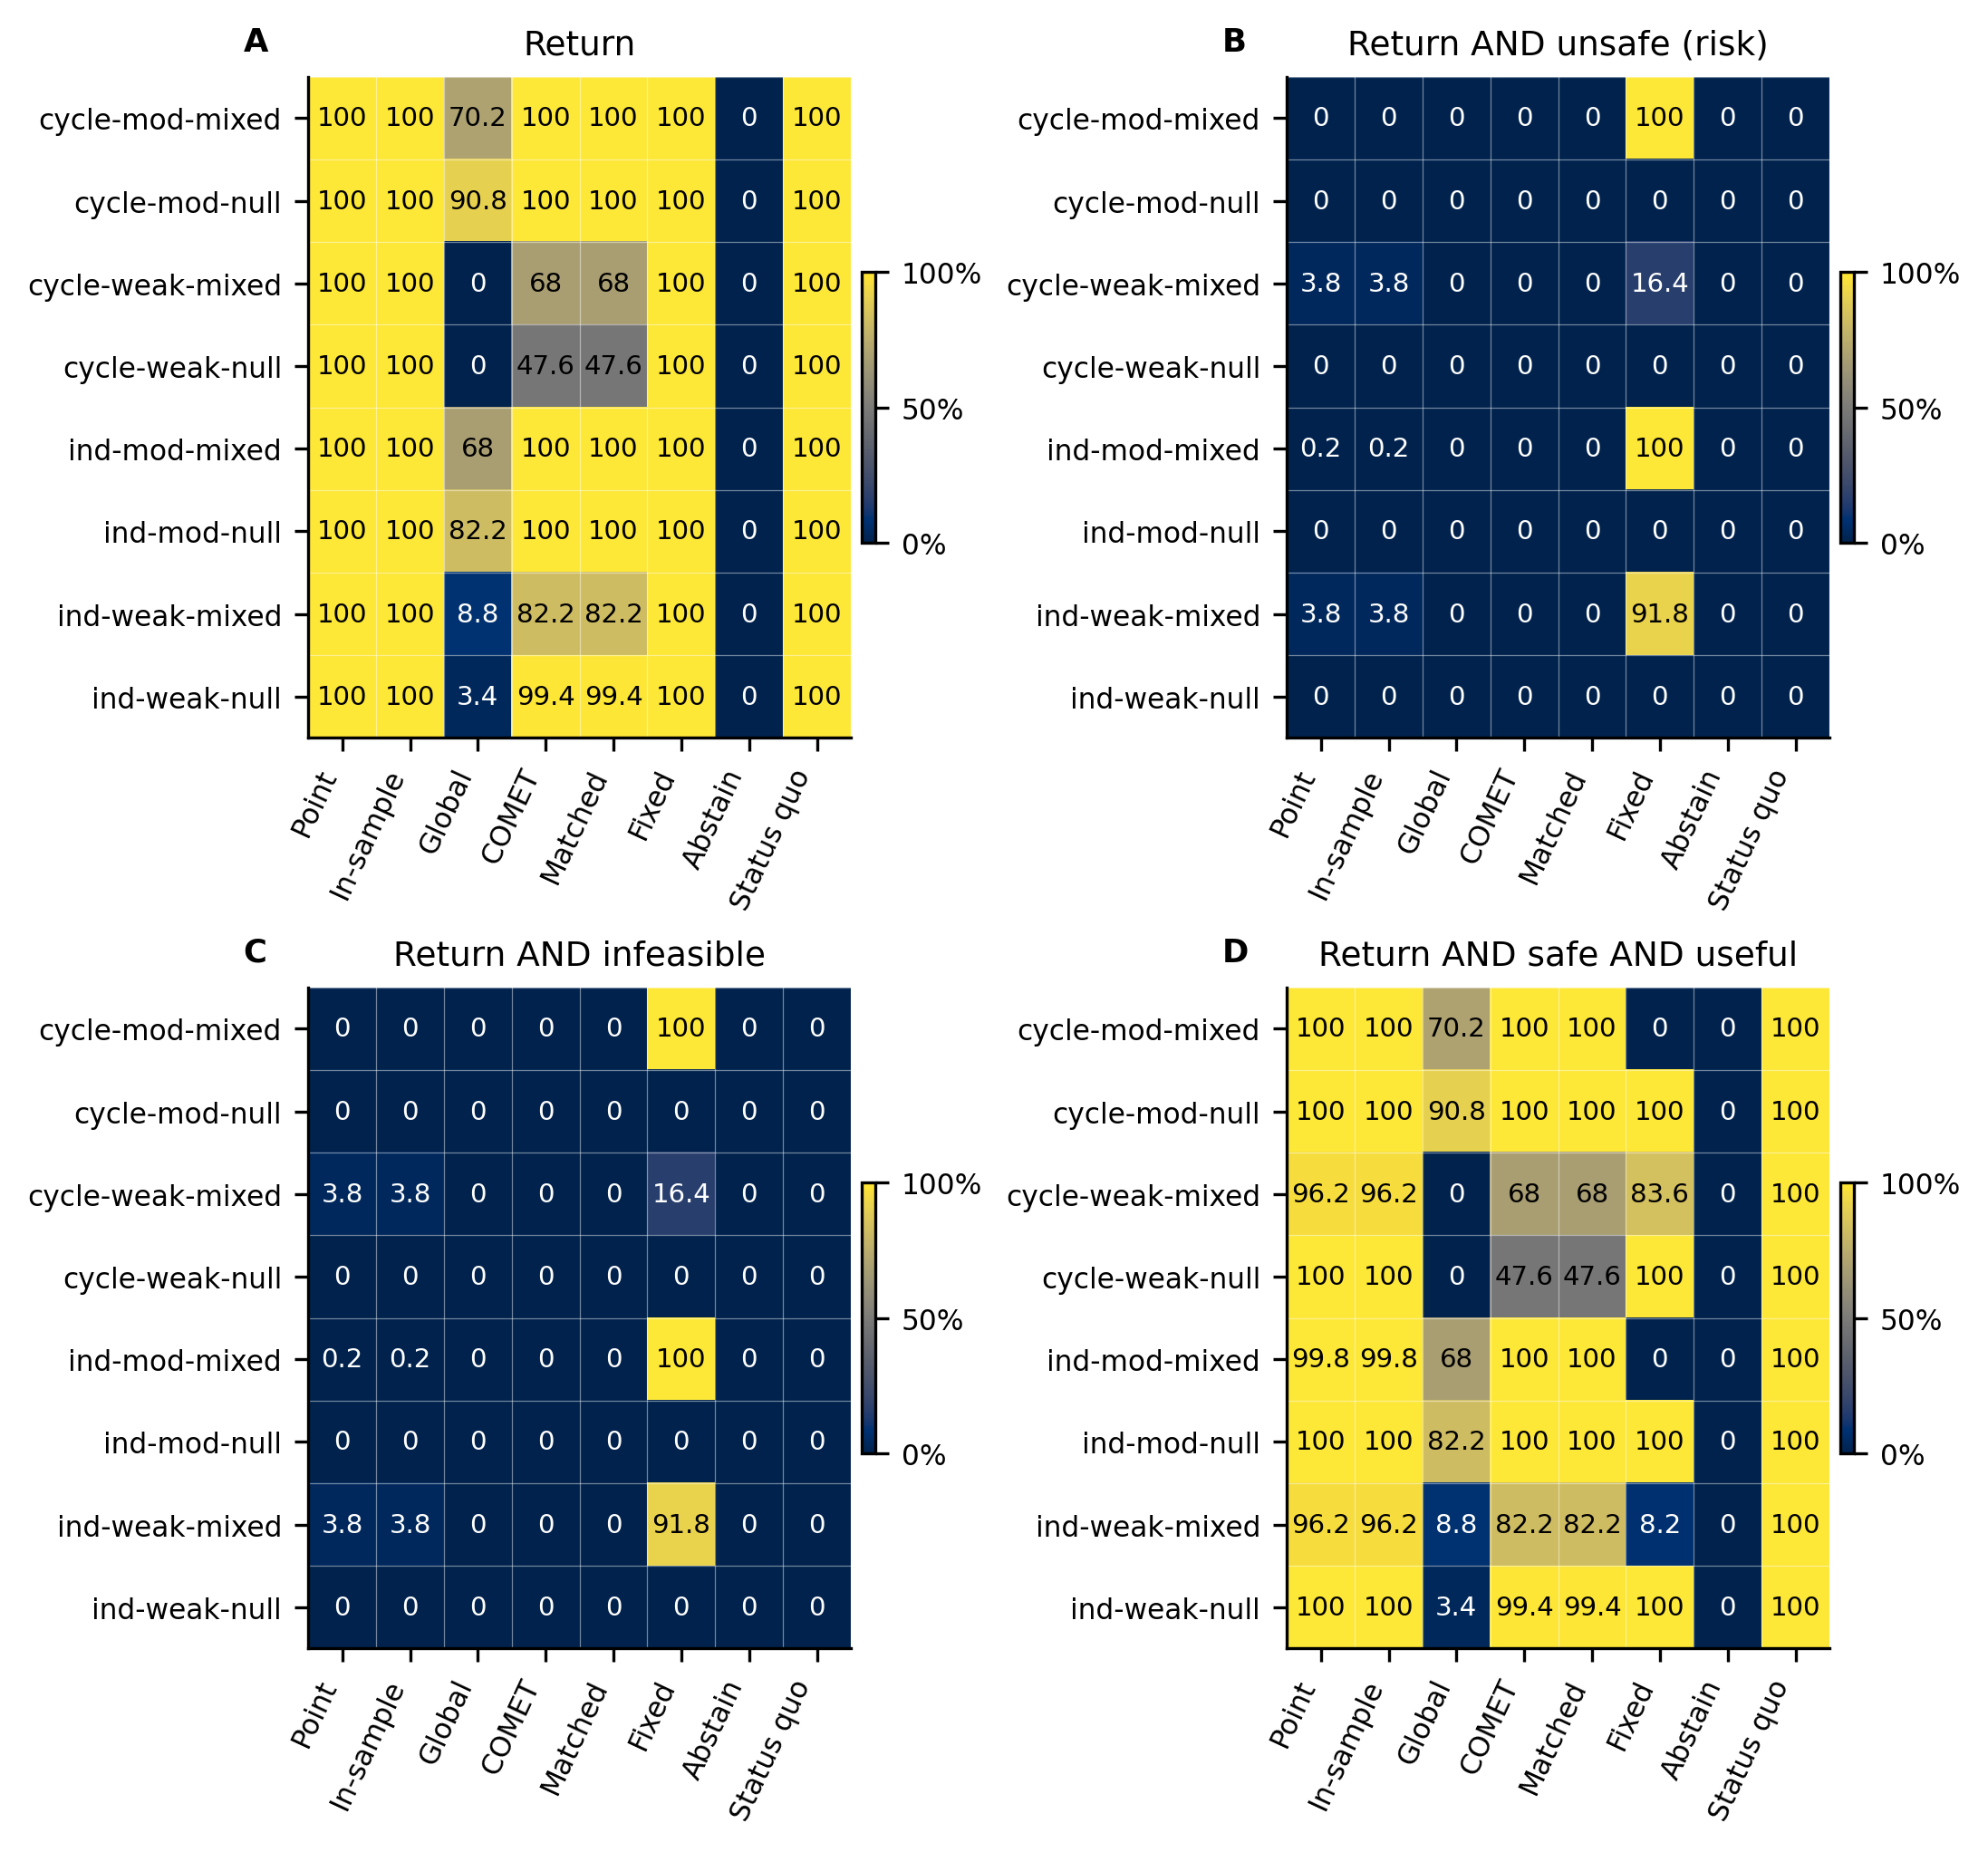 A Return
cycle-mod-mixed 100 100 70.2 100 100 100 0 100
cycle-mod-null 100 100 90.8 100 100 100 0 100
cycle-weak-mixed 100 100 0 68 68 100 0 100
cycle-weak-null 100 100 0 47.6 47.6 100 0 100
ind-mod-mixed 100 100 68 100 100 100 0 100
ind-mod-null 100 100 82.2 100 100 100 0 100
ind-weak-mixed 100 100 8.8 82.2 82.2 100 0 100
ind-weak-null 100 100 3.4 99.4 99.4 100 0 100
Point In-sample Global COMET Matched Fixed Abstain Status quo
100%
50%
0%
B Return AND unsafe (risk)
cycle-mod-mixed 0 0 0 0 0 100 0 0
cycle-mod-null 0 0 0 0 0 0 0 0
cycle-weak-mixed 3.8 3.8 0 0 0 16.4 0 0
cycle-weak-null 0 0 0 0 0 0 0 0
ind-mod-mixed 0.2 0.2 0 0 0 100 0 0
ind-mod-null 0 0 0 0 0 0 0 0
ind-weak-mixed 3.8 3.8 0 0 0 91.8 0 0
ind-weak-null 0 0 0 0 0 0 0 0
Point In-sample Global COMET Matched Fixed Abstain Status quo
100%
50%
0%
C Return AND infeasible
cycle-mod-mixed 0 0 0 0 0 100 0 0
cycle-mod-null 0 0 0 0 0 0 0 0
cycle-weak-mixed 3.8 3.8 0 0 0 16.4 0 0
cycle-weak-null 0 0 0 0 0 0 0 0
ind-mod-mixed 0.2 0.2 0 0 0 100 0 0
ind-mod-null 0 0 0 0 0 0 0 0
ind-weak-mixed 3.8 3.8 0 0 0 91.8 0 0
ind-weak-null 0 0 0 0 0 0 0 0
Point In-sample Global COMET Matched Fixed Abstain Status quo
100%
50%
0%
D Return AND safe AND useful
cycle-mod-mixed 100 100 70.2 100 100 0 0 100
cycle-mod-null 100 100 90.8 100 100 100 0 100
cycle-weak-mixed 96.2 96.2 0 68 68 83.6 0 100
cycle-weak-null 100 100 0 47.6 47.6 100 0 100
ind-mod-mixed 99.8 99.8 68 100 100 0 0 100
ind-mod-null 100 100 82.2 100 100 100 0 100
ind-weak-mixed 96.2 96.2 8.8 82.2 82.2 8.2 0 100
ind-weak-null 100 100 3.4 99.4 99.4 100 0 100
Point In-sample Global COMET Matched Fixed Abstain Status quo
100%
50%
0%